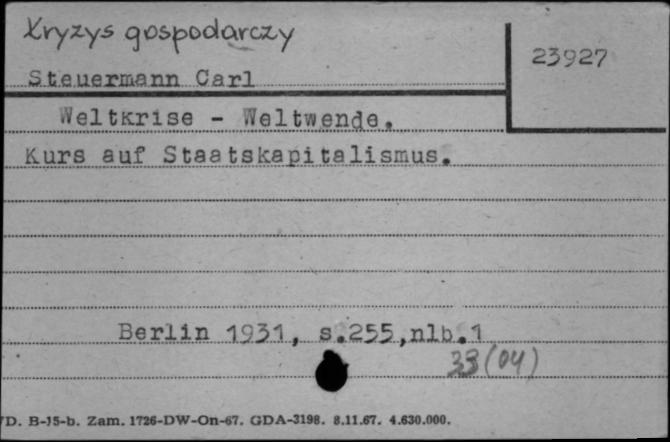 Kryzys gospodarczy
23927
Steuermann Carl
Weltkrise - Weltwende.
Kurs auf Staatskapitalismus.
Berlin 1931, s.255,nlb.1
33(04)
D. B-15-b. Zam. 1726-DW-On-67. GDA-3198. 8.11.67. 4.630.000.